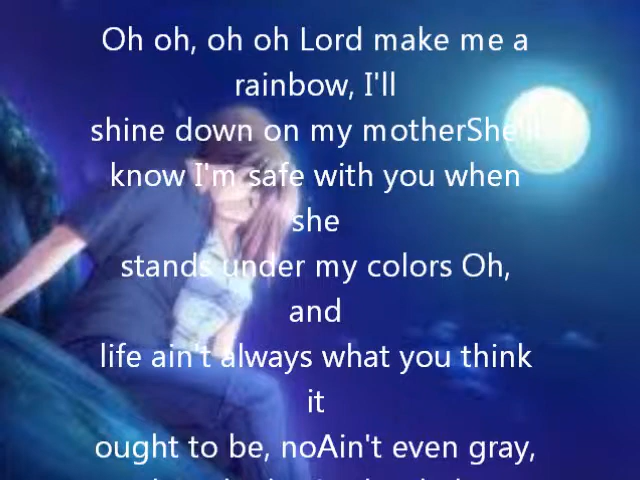 Oh oh, oh oh Lord make me a
rainbow, I'll
shine down on my motherShe'll
know I'm safe with you when
she
stands under my colors Oh,
and
life ain't always what you think
it
ought to be, noAin't even gray,